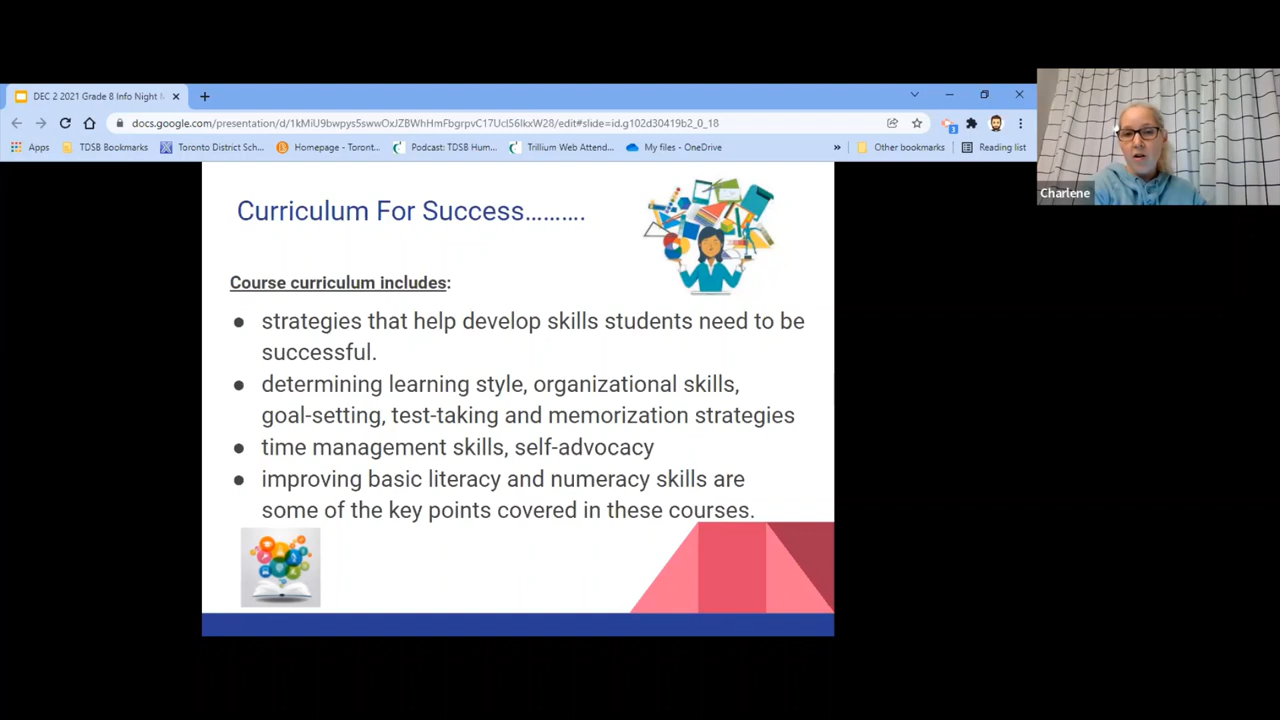 DEC 2 2021 Grade 8 Info Night M
docs.google.com/presentation/d/1kMiU9bwpys5swwOxJZBWhHmFbgrpvC17UcI56IkxW28/edit#slide=id.g102d30419b2_0_18
3
Apps TDSB Bookmarks Toronto District Sch... Homepage - Toront... Podcast: TDSB Hum... Trillium Web Attend... My files - OneDrive » Other bookmarks Reading list
Charlene
Curriculum For Success……….
Course curriculum includes:
● strategies that help develop skills students need to be
successful.
● determining learning style, organizational skills,
goal-setting, test-taking and memorization strategies
● time management skills, self-advocacy
● improving basic literacy and numeracy skills are
some of the key points covered in these courses.